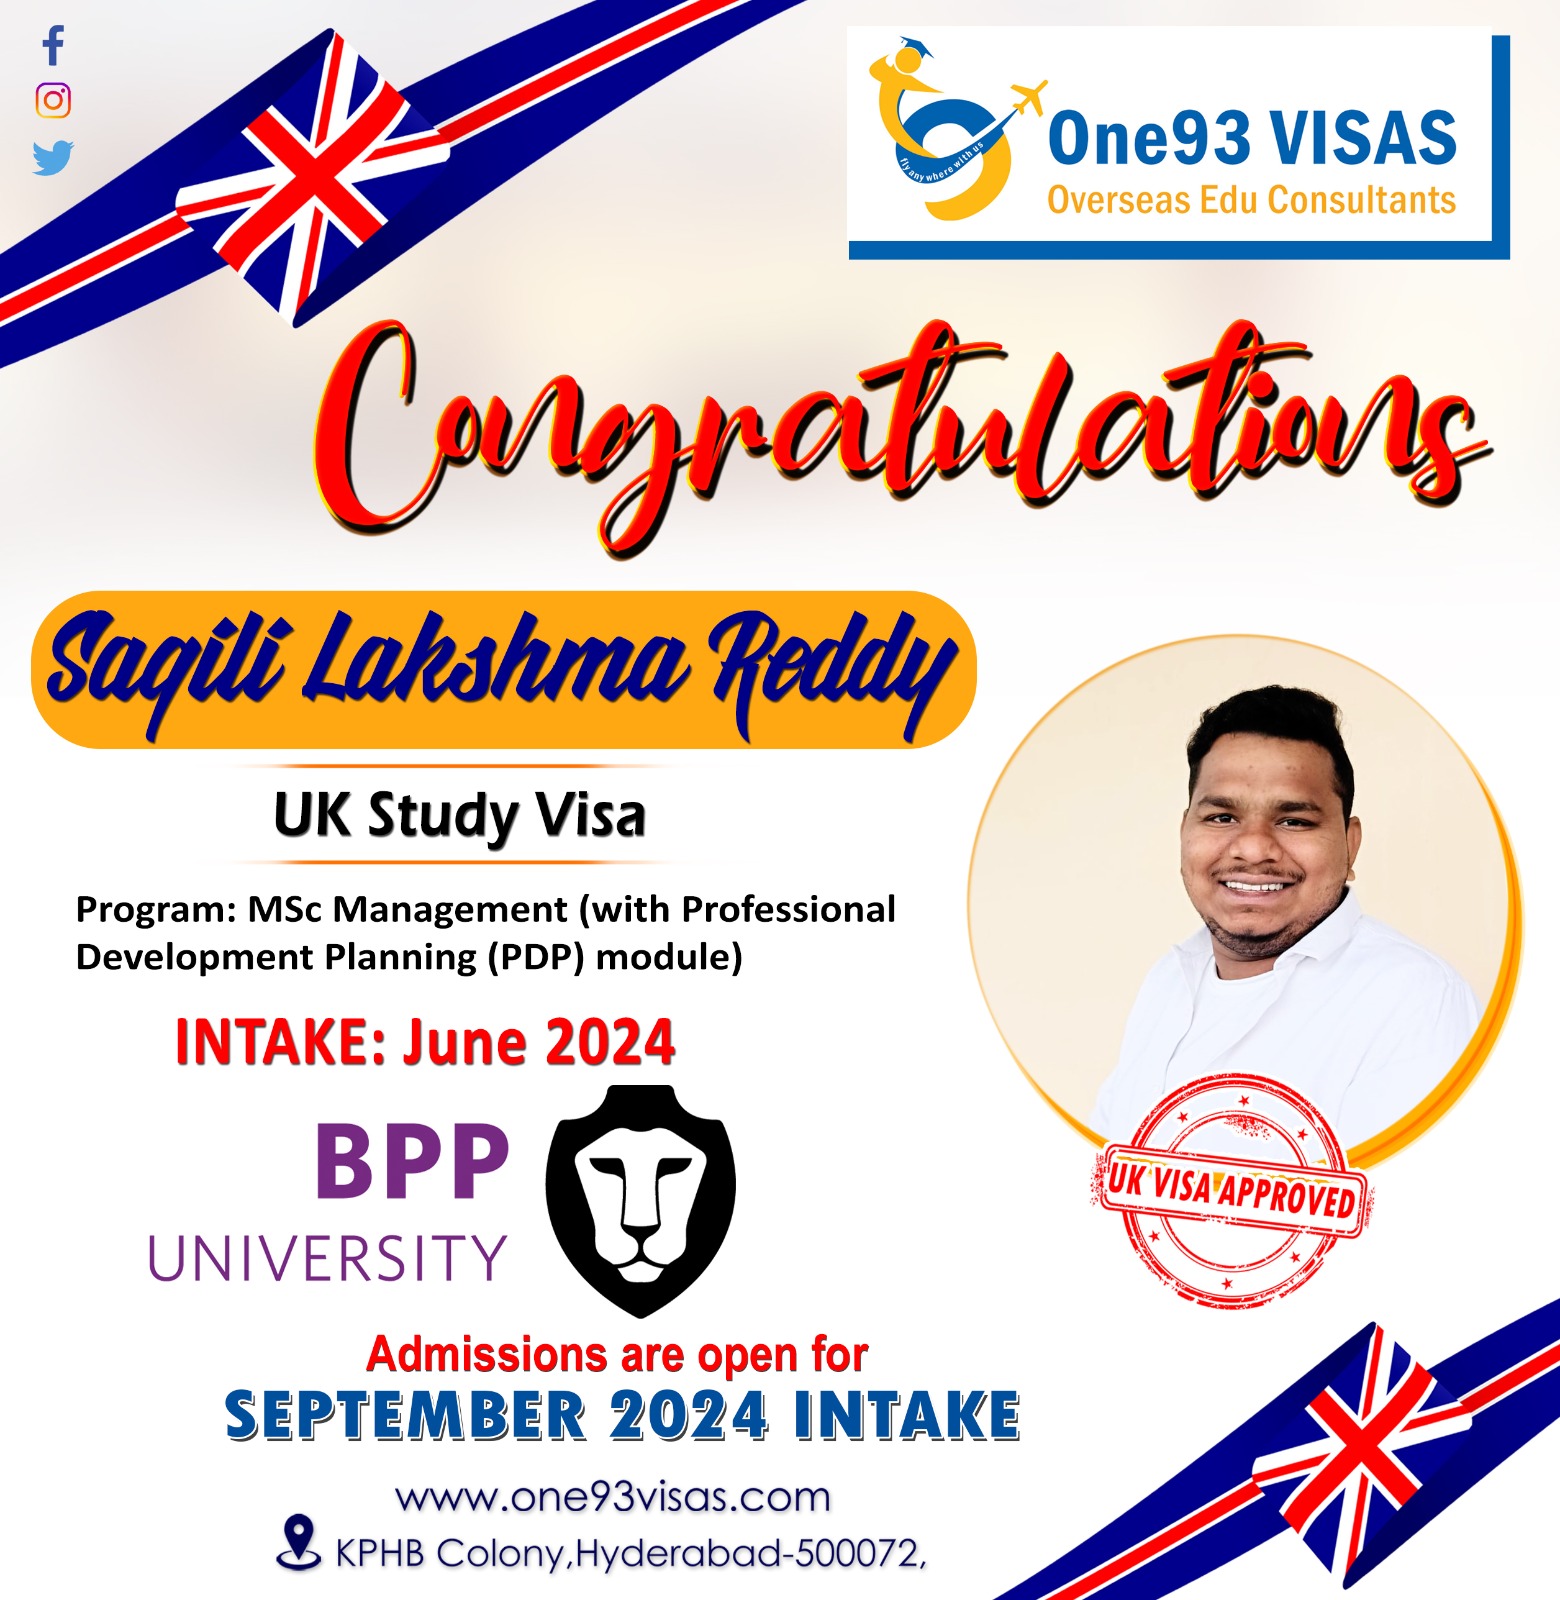 One93 VISAS
Overseas Edu Consultants
fly any where with us
Congratulations
Sagili Lakshma Reddy
UK Study Visa
Program: MSc Management (with Professional
Development Planning (PDP) module)
INTAKE: June 2024
BPP
UNIVERSITY
UK VISA APPROVED
Admissions are open for
SEPTEMBER 2024 INTAKE
www.one93visas.com
KPHB Colony,Hyderabad-500072,